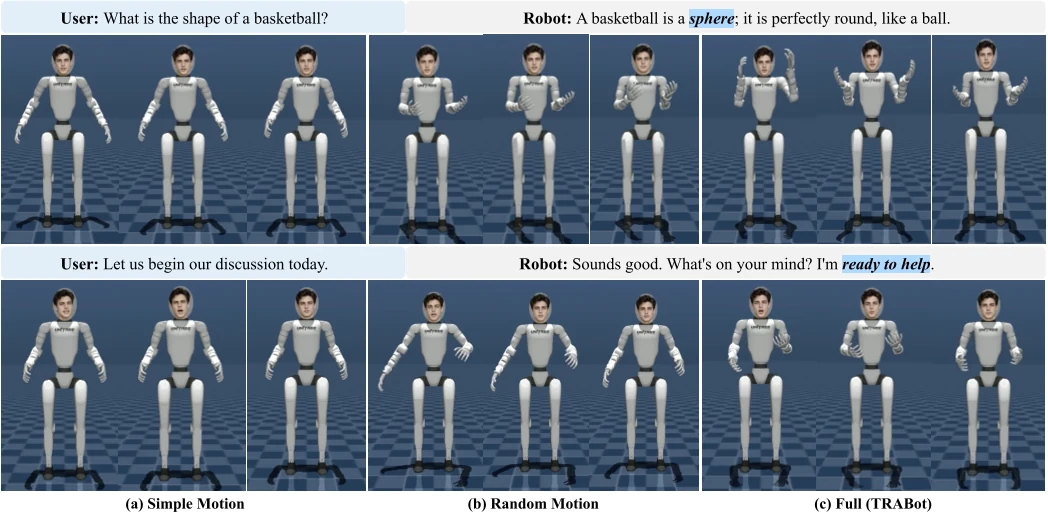 User: What is the shape of a basketball?
Robot: A basketball is a sphere; it is perfectly round, like a ball.
User: Let us begin our discussion today.
Robot: Sounds good. What's on your mind? I'm ready to help.
(a) Simple Motion
(b) Random Motion
(c) Full (TRABot)